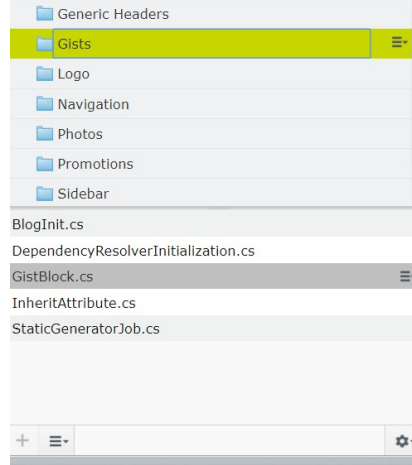 Generic Headers
Gists
Logo
Navigation
Photos
Promotions
Sidebar
BlogInit.cs
DependencyResolverInitialization.cs
GistBlock.cs
InheritAttribute.cs
StaticGeneratorJob.cs